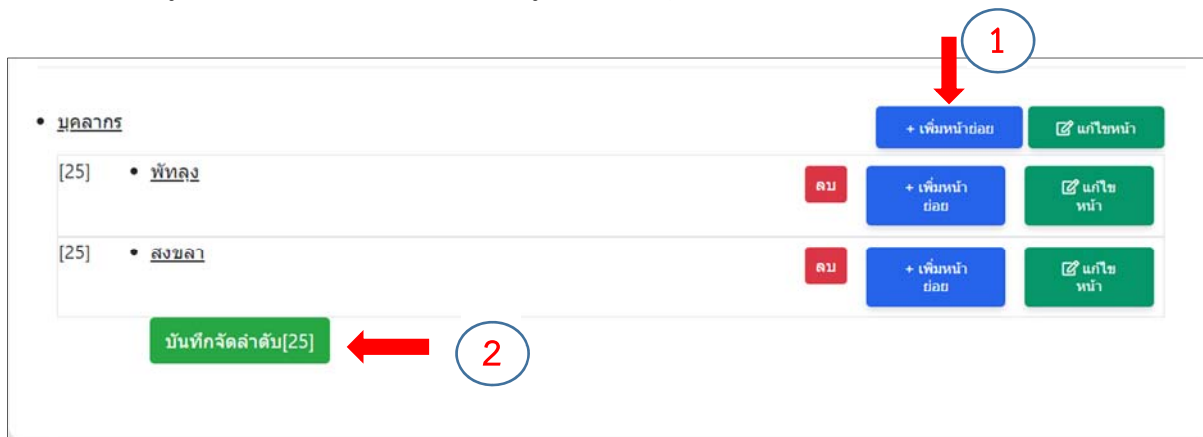 1
• บุคลากร + เพิ่มหน้าย่อย แก้ไขหน้า
[25] • พัทลุง ลบ + เพิ่มหน้า แก้ไข
ย่อย หน้า
[25] • สงขลา ลบ + เพิ่มหน้า แก้ไข
ย่อย หน้า
บันทึกจัดลำดับ[25] 2